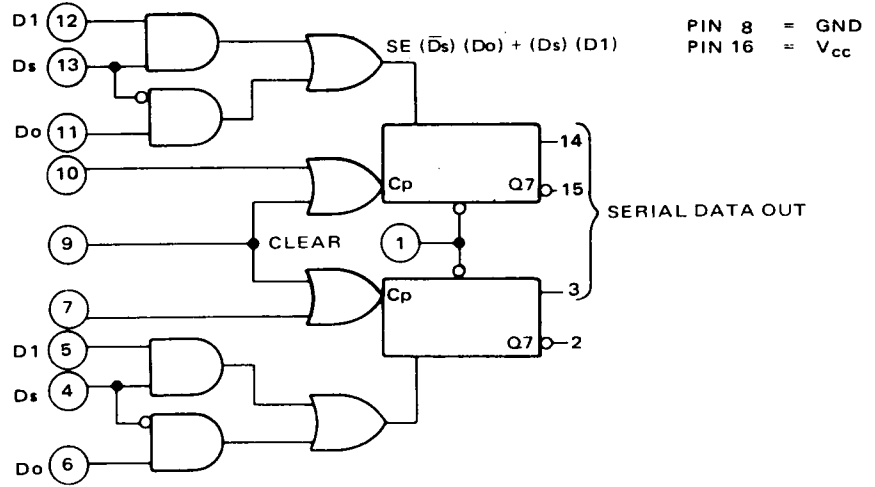 D1 12
Ds 13
Do 11
10
9
7
D1 5
Ds 4
Do 6
SE (D̅s) (Do) + (Ds) (D1)
PIN 8 = GND
PIN 16 = Vcc
Cp
Q7
14
15
CLEAR
1
SERIAL DATA OUT
Cp
Q7
3
2